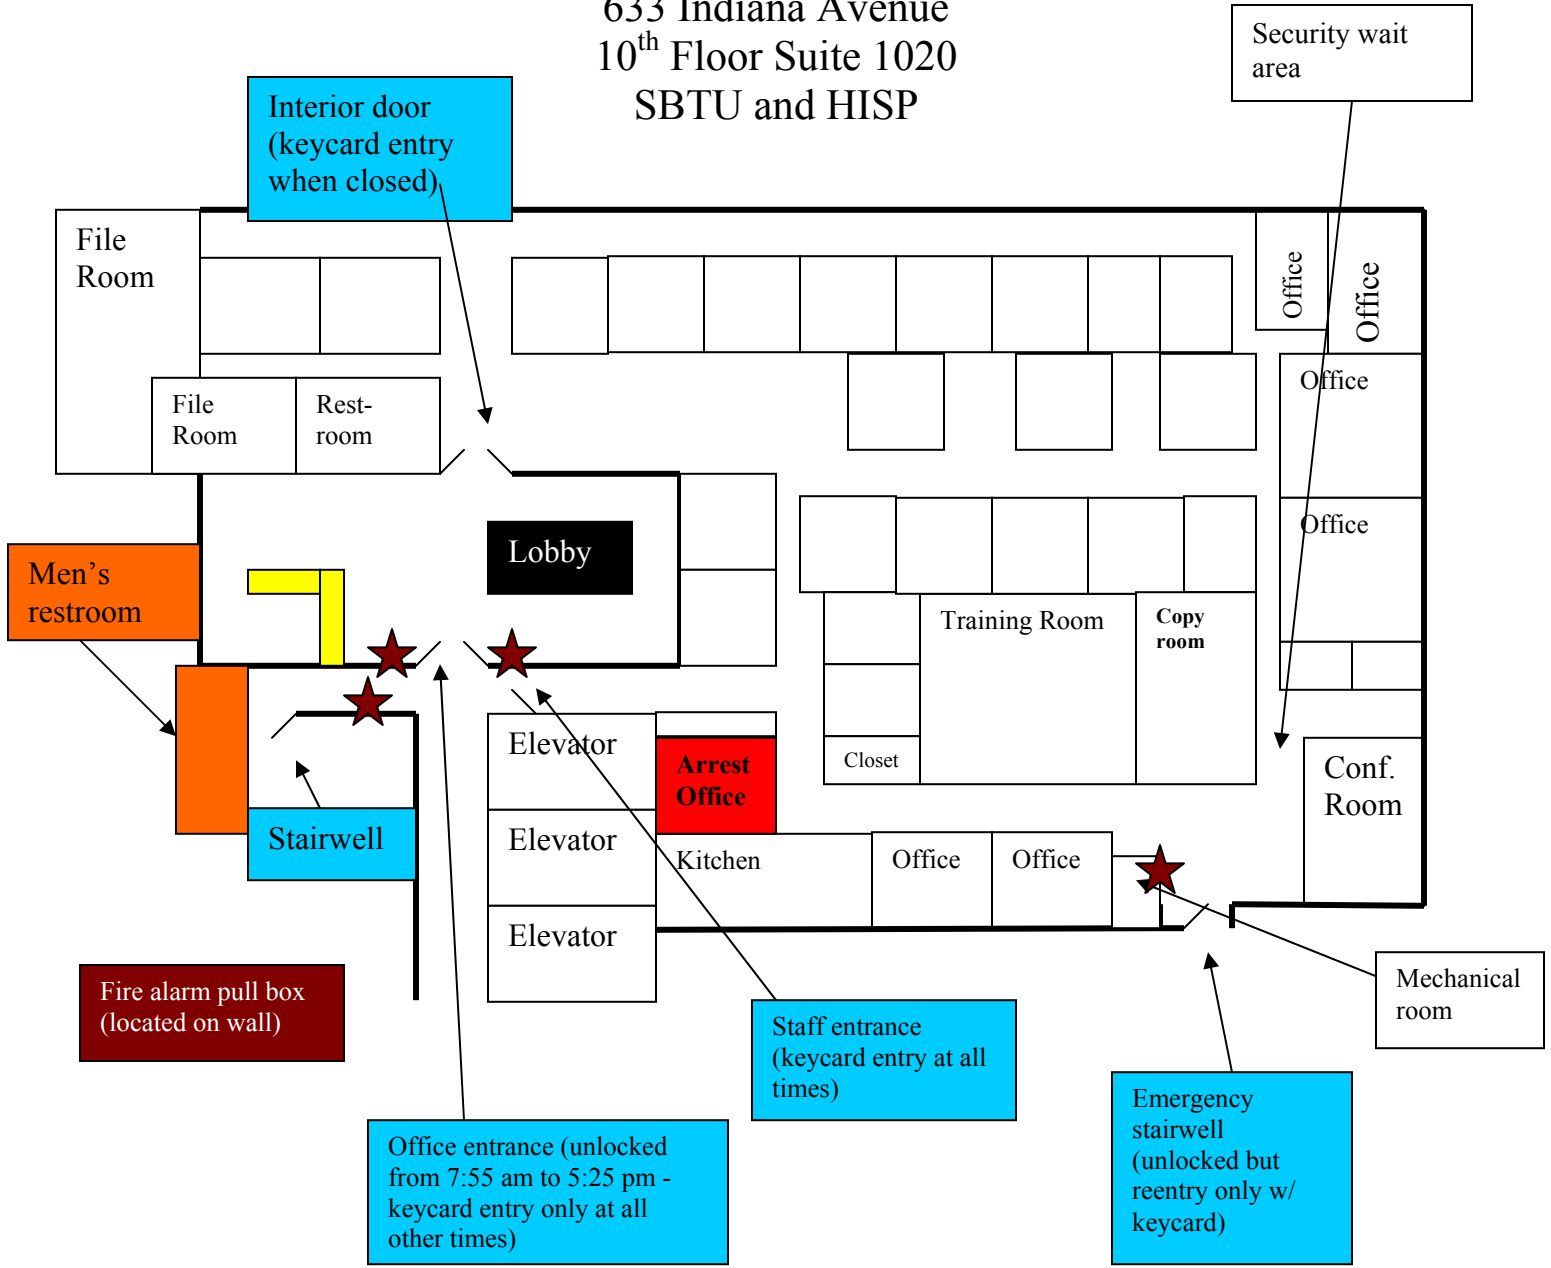 633 Indiana Avenue
10th Floor Suite 1020
SBTU and HISP
Security wait
area
Interior door
(keycard entry
when closed)
File
Room
Office
Office
Office
File
Room
Rest-
room
Office
Lobby
Men’s
restroom
Training Room
Copy
room
Elevator
Arrest
Office
Closet
Conf.
Room
Stairwell
Elevator
Kitchen
Office
Office
Elevator
Fire alarm pull box
(located on wall)
Mechanical
room
Staff entrance
(keycard entry at all
times)
Emergency
stairwell
(unlocked but
reentry only w/
keycard)
Office entrance (unlocked
from 7:55 am to 5:25 pm -
keycard entry only at all
other times)